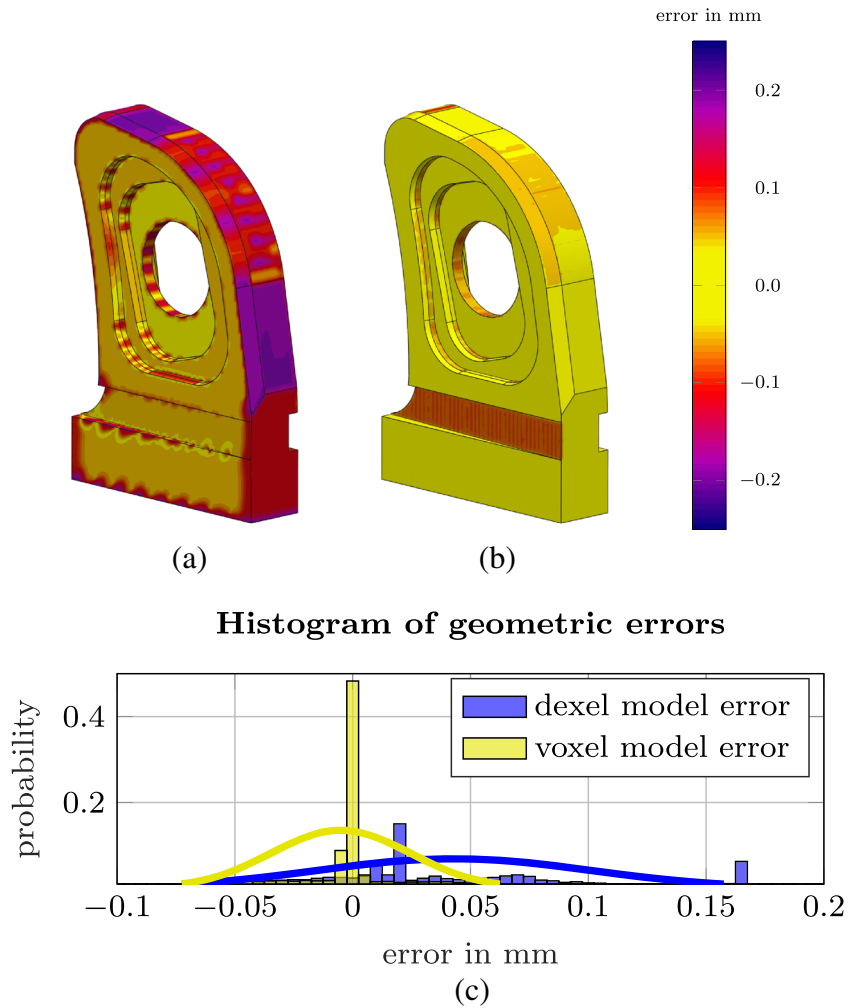 error in mm
0.2
0.1
0.0
−0.1
−0.2
(a)
(b)
Histogram of geometric errors
probability
0.4
0.2
dexel model error
voxel model error
−0.1
−0.05
0
0.05
0.1
0.15
0.2
error in mm
(c)